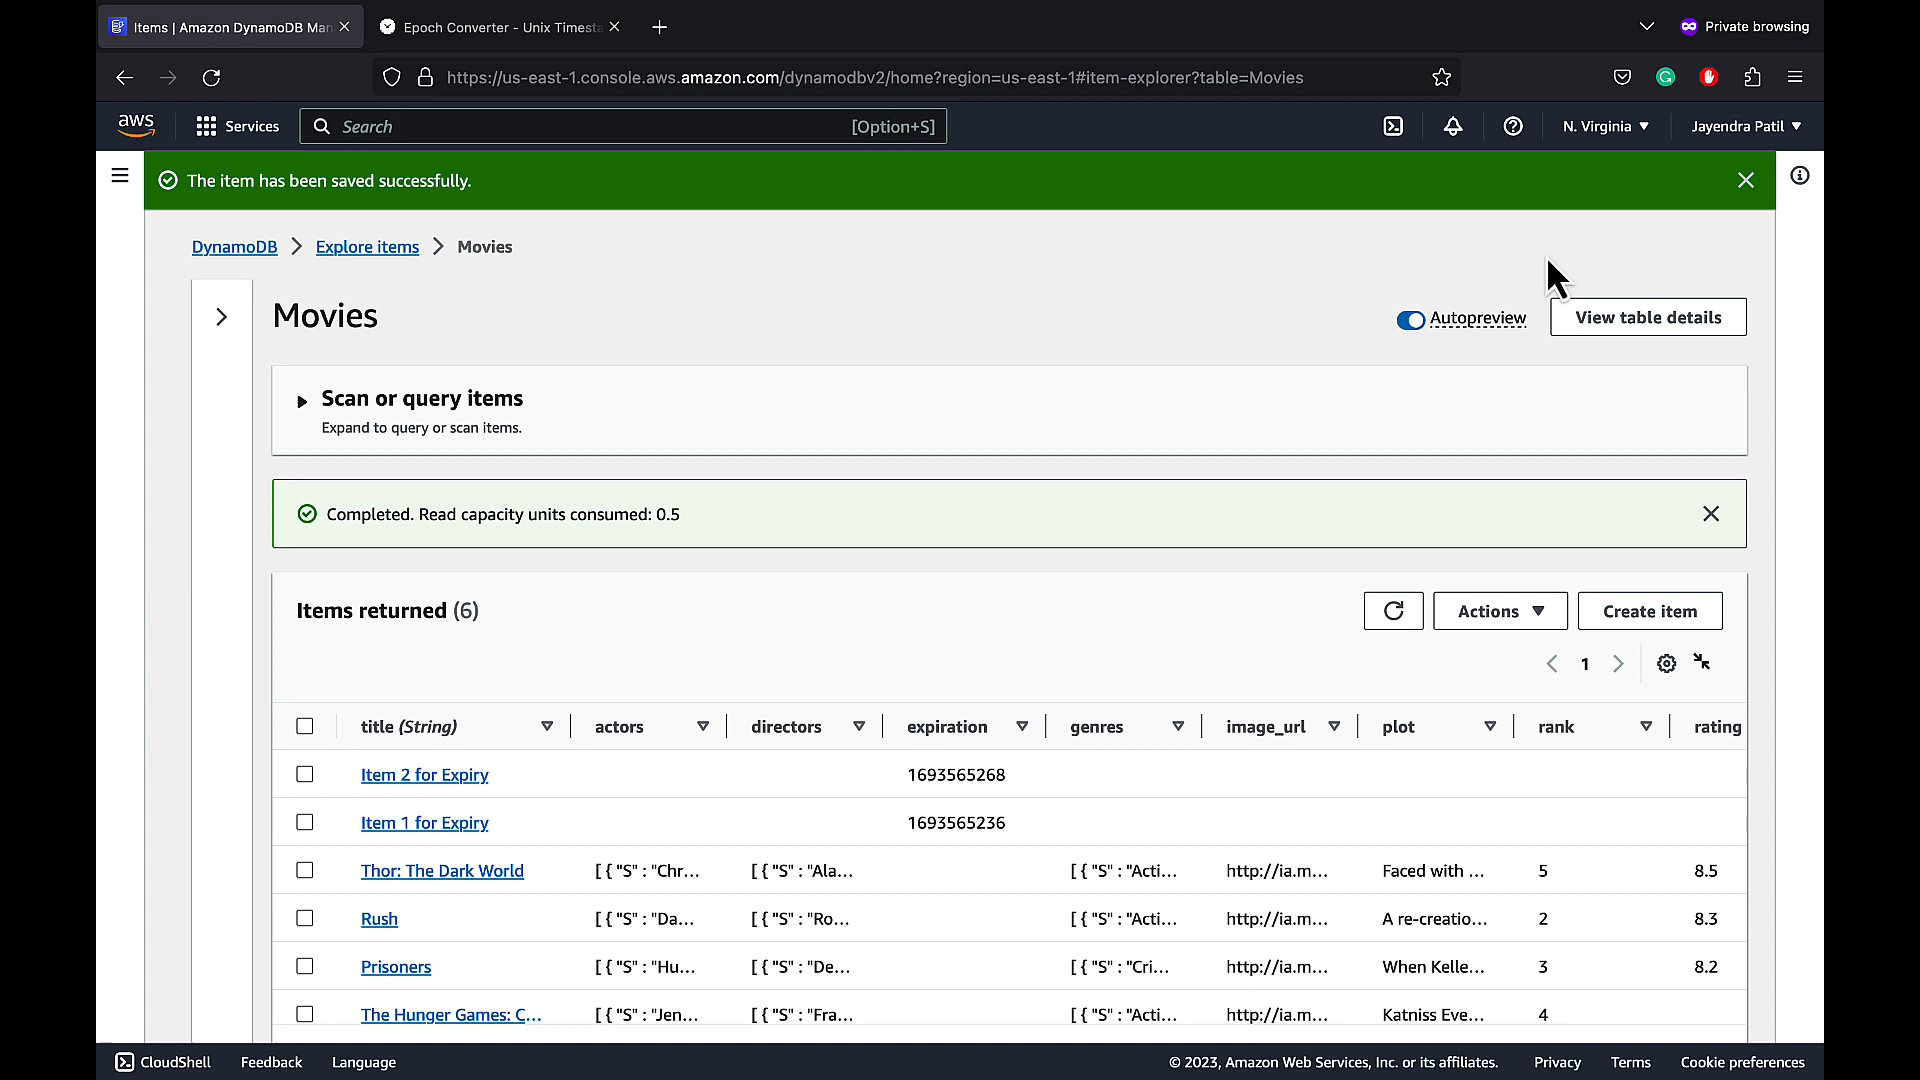 Items | Amazon DynamoDB Man
Epoch Converter - Unix Timesta
Private browsing
https://us-east-1.console.aws.amazon.com/dynamodbv2/home?region=us-east-1#item-explorer?table=Movies
aws Services Search [Option+S] N. Virginia Jayendra Patil
The item has been saved successfully.
DynamoDB Explore items Movies
Movies
Autopreview View table details
Scan or query items
Expand to query or scan items.
Completed. Read capacity units consumed: 0.5
Items returned (6)
Actions Create item
1
title (String) actors directors expiration genres image_url plot rank rating
Item 2 for Expiry 1693565268
Item 1 for Expiry 1693565236
Thor: The Dark World [ { "S" : "Chr... [ { "S" : "Ala... [ { "S" : "Acti... http://ia.m... Faced with ... 5 8.5
Rush [ { "S" : "Da... [ { "S" : "Ro... [ { "S" : "Acti... http://ia.m... A re-creatio... 2 8.3
Prisoners [ { "S" : "Hu... [ { "S" : "De... [ { "S" : "Cri... http://ia.m... When Kelle... 3 8.2
The Hunger Games: C... [ { "S" : "Jen... [ { "S" : "Fra... [ { "S" : "Acti... http://ia.m... Katniss Eve... 4
CloudShell Feedback Language © 2023, Amazon Web Services, Inc. or its affiliates. Privacy Terms Cookie preferences